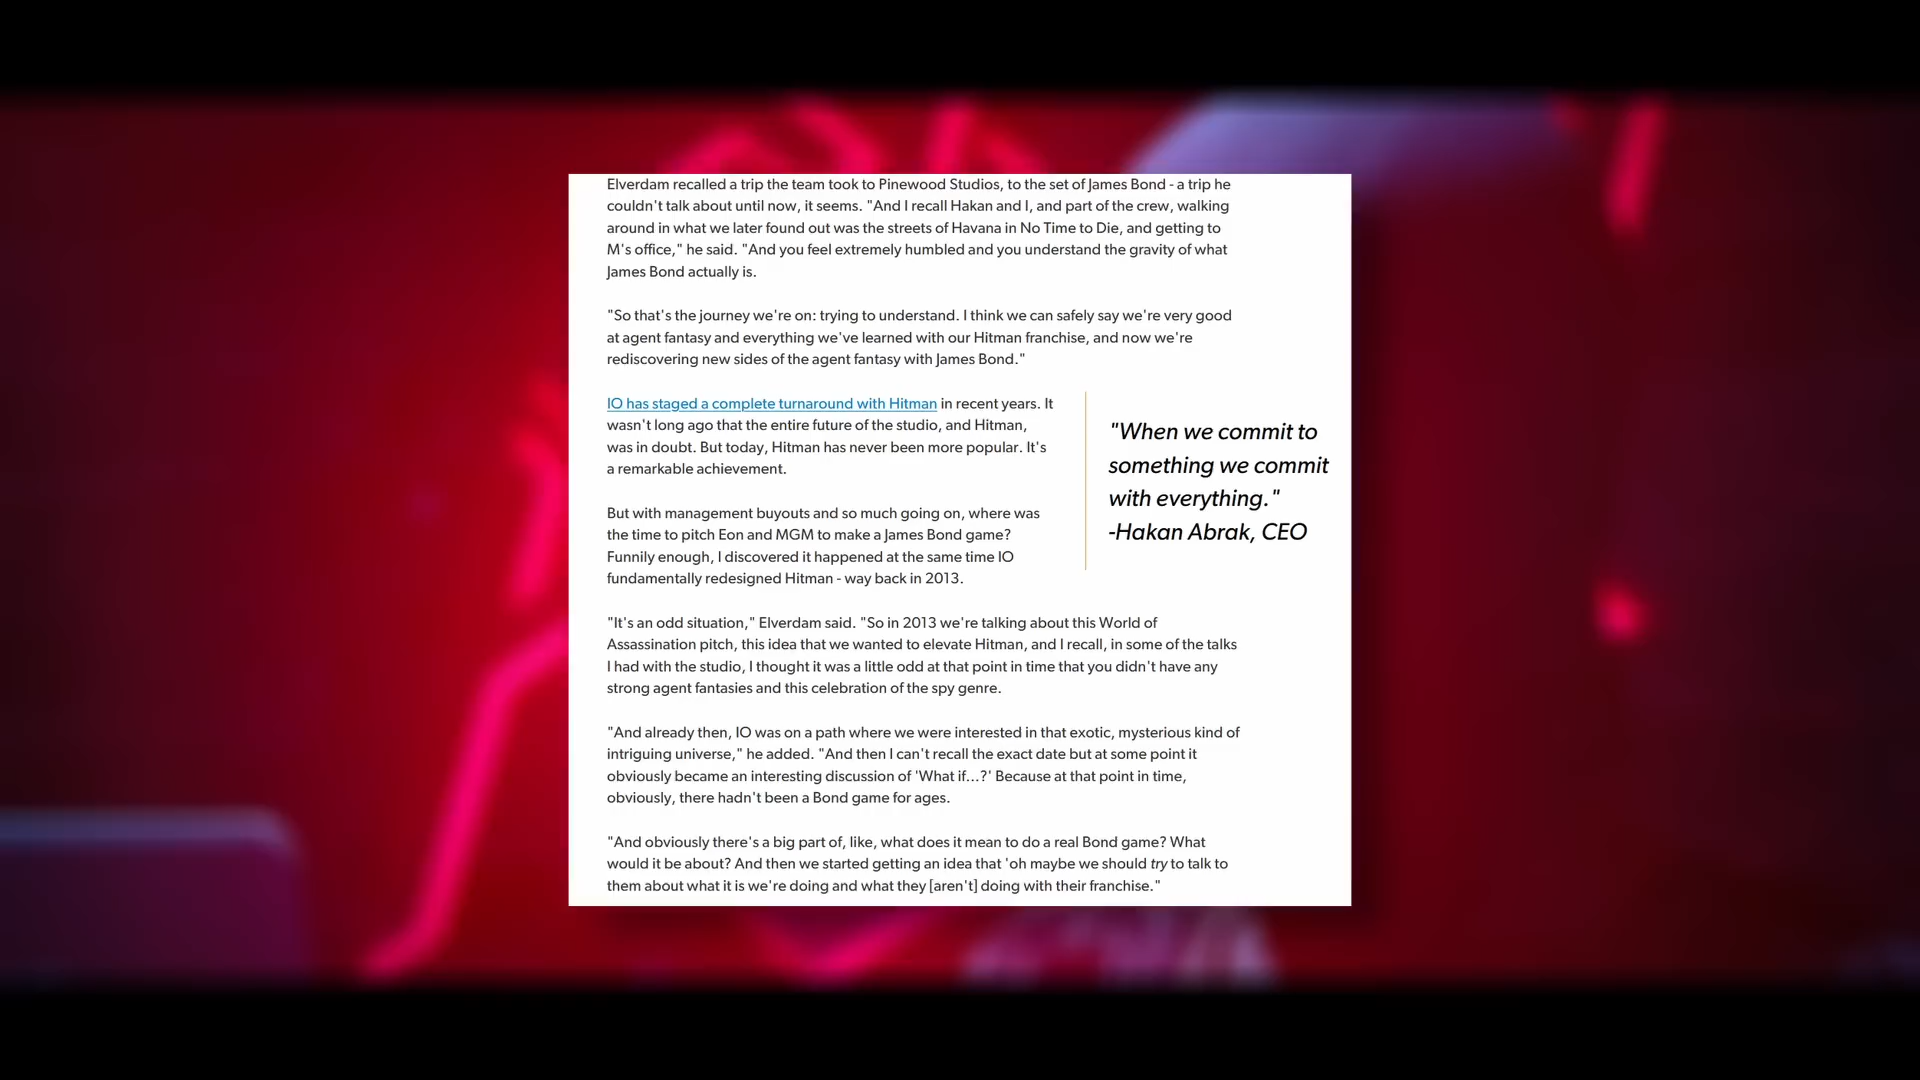 Elverdam recalled a trip the team took to Pinewood Studios, to the set of James Bond - a trip he
couldn't talk about until now, it seems. "And I recall Hakan and I, and part of the crew, walking
around in what we later found out was the streets of Havana in No Time to Die, and getting to
M's office," he said. "And you feel extremely humbled and you understand the gravity of what
James Bond actually is.
"So that's the journey we're on: trying to understand. I think we can safely say we're very good
at agent fantasy and everything we've learned with our Hitman franchise, and now we're
rediscovering new sides of the agent fantasy with James Bond."
IO has staged a complete turnaround with Hitman in recent years. It
wasn't long ago that the entire future of the studio, and Hitman,
was in doubt. But today, Hitman has never been more popular. It's
a remarkable achievement.
But with management buyouts and so much going on, where was
the time to pitch Eon and MGM to make a James Bond game?
Funnily enough, I discovered it happened at the same time IO
fundamentally redesigned Hitman - way back in 2013.
"When we commit to
something we commit
with everything."
-Hakan Abrak, CEO
"It's an odd situation," Elverdam said. "So in 2013 we're talking about this World of
Assassination pitch, this idea that we wanted to elevate Hitman, and I recall, in some of the talks
I had with the studio, I thought it was a little odd at that point in time that you didn't have any
strong agent fantasies and this celebration of the spy genre.
"And already then, IO was on a path where we were interested in that exotic, mysterious kind of
intriguing universe," he added. "And then I can't recall the exact date but at some point it
obviously became an interesting discussion of 'What if...?' Because at that point in time,
obviously, there hadn't been a Bond game for ages.
"And obviously there's a big part of, like, what does it mean to do a real Bond game? What
would it be about? And then we started getting an idea that 'oh maybe we should try to talk to
them about what it is we're doing and what they [aren't] doing with their franchise."